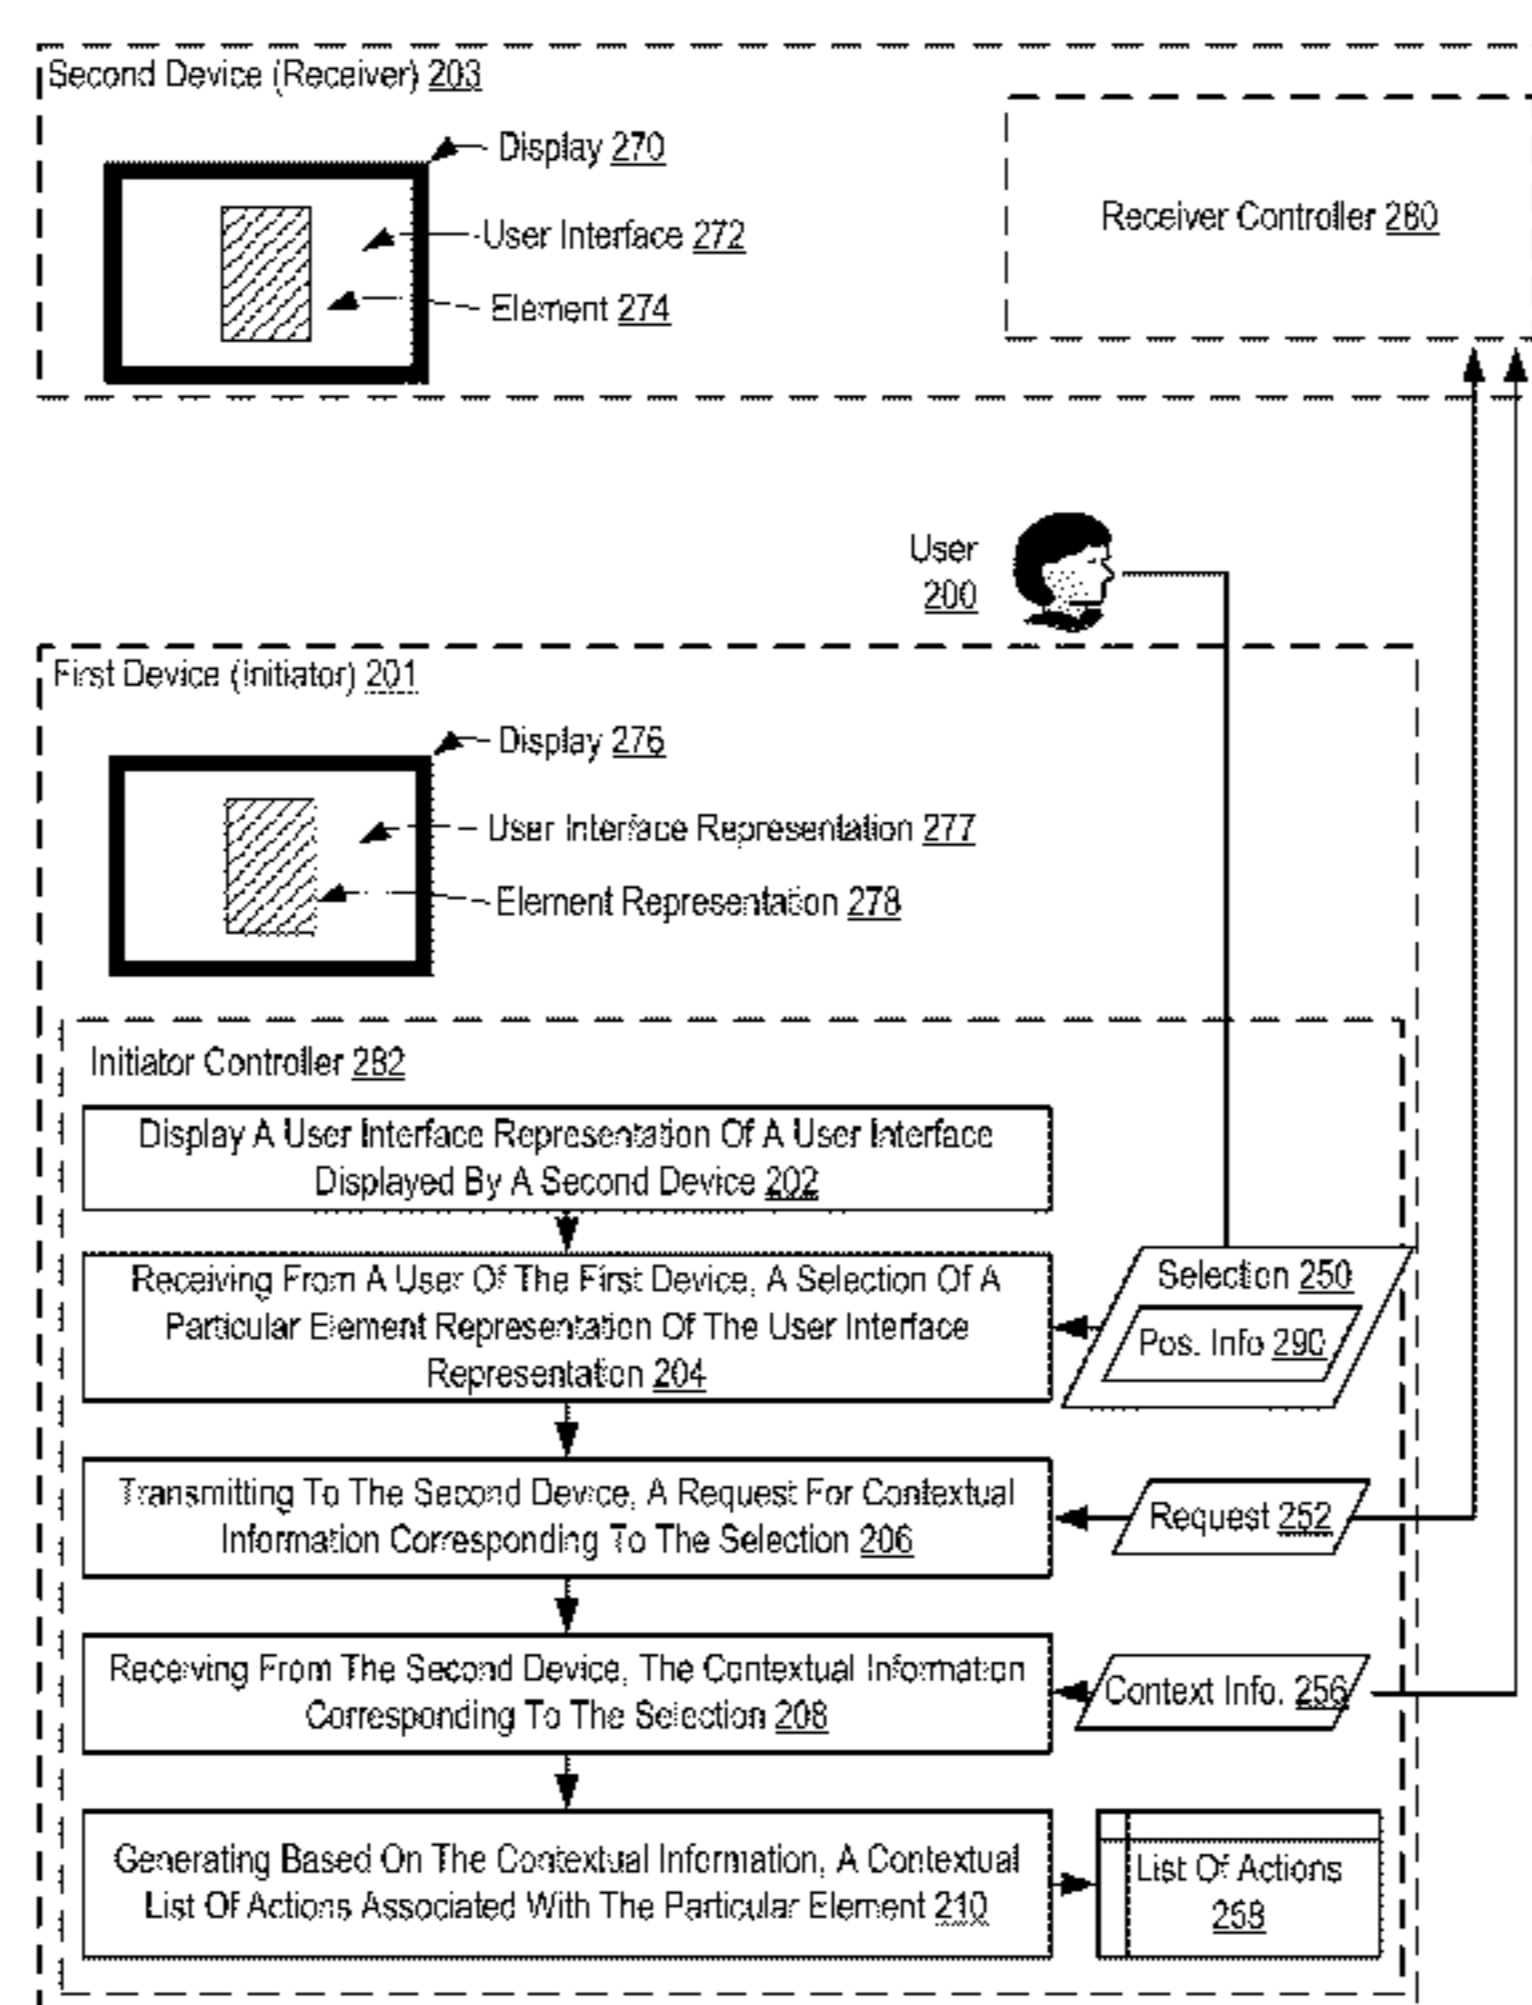 Second Device (Receiver) 203
Display 270
User Interface 272
Element 274
Receiver Controller 280
User
200
First Device (Initiator) 201
Display 276
User Interface Representation 277
Element Representation 278
Initiator Controller 282
Display A User Interface Representation Of A User Interface
Displayed By A Second Device 202
Receiving From A User Of The First Device, A Selection Of A
Particular Element Representation Of The User Interface
Representation 204
Selection 250
Pos. Info 290
Transmitting To The Second Device, A Request For Contextual
Information Corresponding To The Selection 206
Request 252
Receiving From The Second Device, The Contextual Information
Corresponding To The Selection 208
Context Info. 256
Generating Based On The Contextual Information, A Contextual
List Of Actions Associated With The Particular Element 210
List Of Actions
258